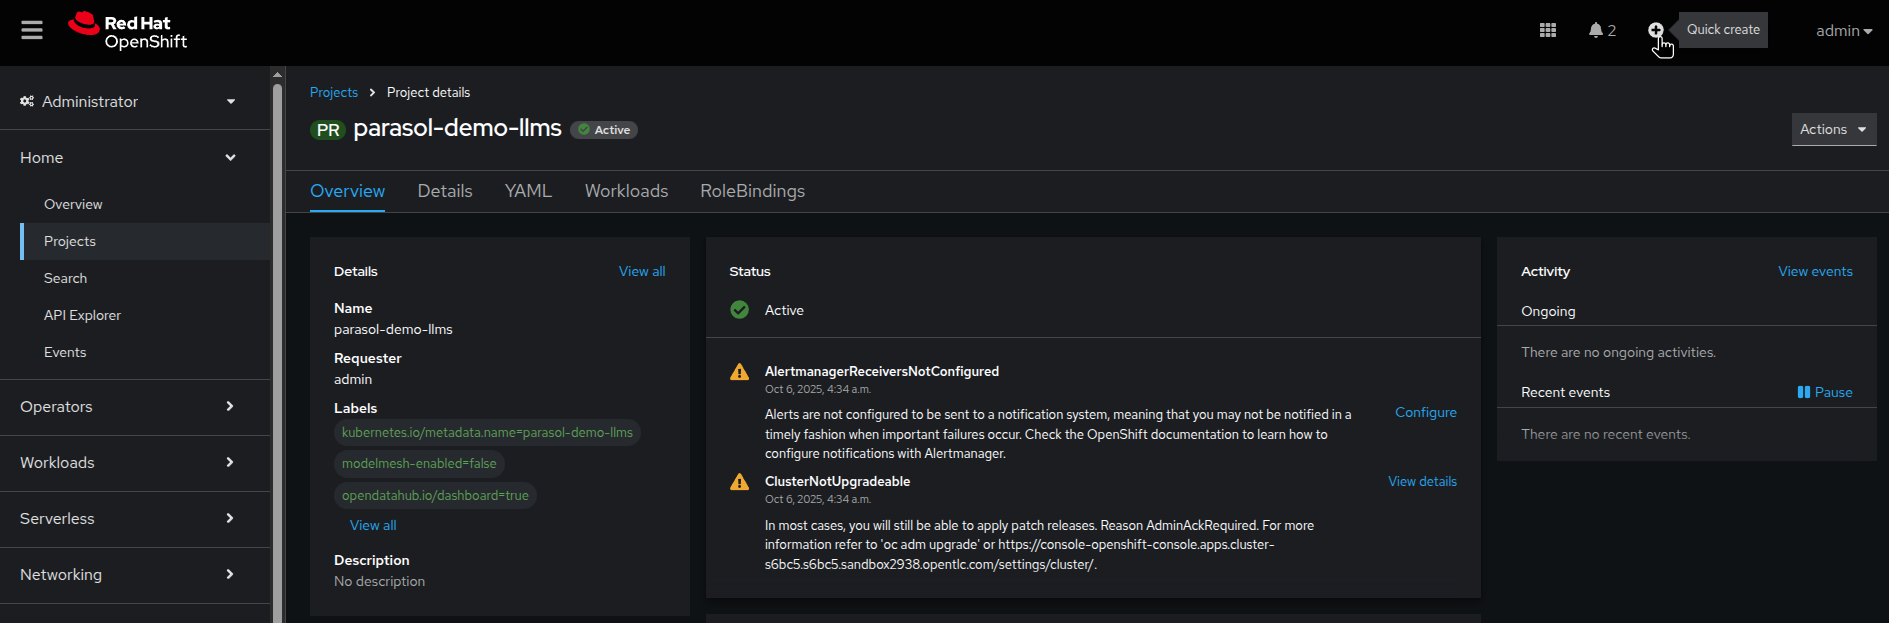 Red Hat
OpenShift
2
Quick create
admin
Administrator
Home
Overview
Projects
Search
API Explorer
Events
Operators
Workloads
Serverless
Networking
Projects > Project details
PR parasol-demo-llms Active
Actions
Overview Details YAML Workloads RoleBindings
Details View all
Name
parasol-demo-llms
Requester
admin
Labels
kubernetes.io/metadata.name=parasol-demo-llms
modelmesh-enabled=false
opendatahub.io/dashboard=true
View all
Description
No description
Status
Active
AlertmanagerReceiversNotConfigured
Oct 6, 2025, 4:34 a.m.
Alerts are not configured to be sent to a notification system, meaning that you may not be notified in a
timely fashion when important failures occur. Check the OpenShift documentation to learn how to
configure notifications with Alertmanager.
Configure
ClusterNotUpgradeable
Oct 6, 2025, 4:34 a.m.
View details
In most cases, you will still be able to apply patch releases. Reason AdminAckRequired. For more
information refer to 'oc adm upgrade' or https://console-openshift-console.apps.cluster-
s6bc5.s6bc5.sandbox2938.opentlc.com/settings/cluster/.
Activity View events
Ongoing
There are no ongoing activities.
Recent events Pause
There are no recent events.